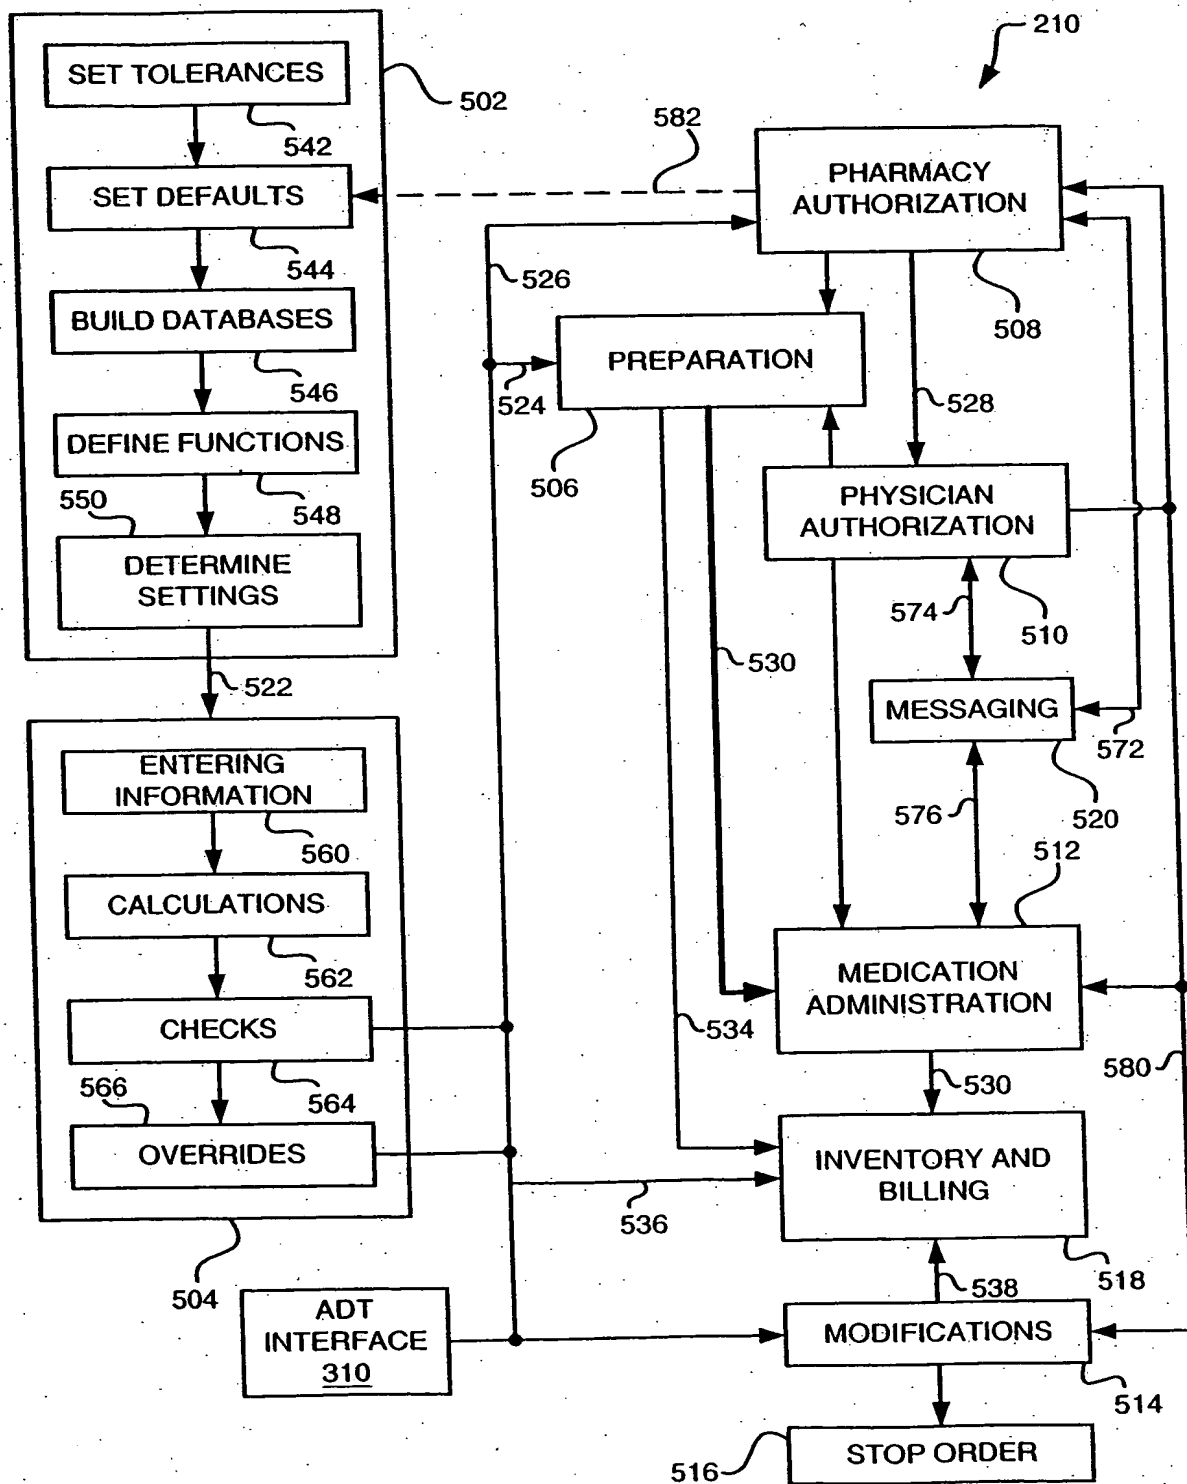 210
SET TOLERANCES
502
542
582
SET DEFAULTS
PHARMACY
AUTHORIZATION
544
526
508
BUILD DATABASES
PREPARATION
524
546
528
DEFINE FUNCTIONS
506
550
548
PHYSICIAN
AUTHORIZATION
DETERMINE
SETTINGS
574
510
530
522
MESSAGING
572
ENTERING
INFORMATION
576
520
560
512
CALCULATIONS
562
MEDICATION
ADMINISTRATION
CHECKS
534
580
566
564
530
OVERRIDES
INVENTORY AND
BILLING
536
504
518
538
ADT
INTERFACE
310
MODIFICATIONS
514
STOP ORDER
516